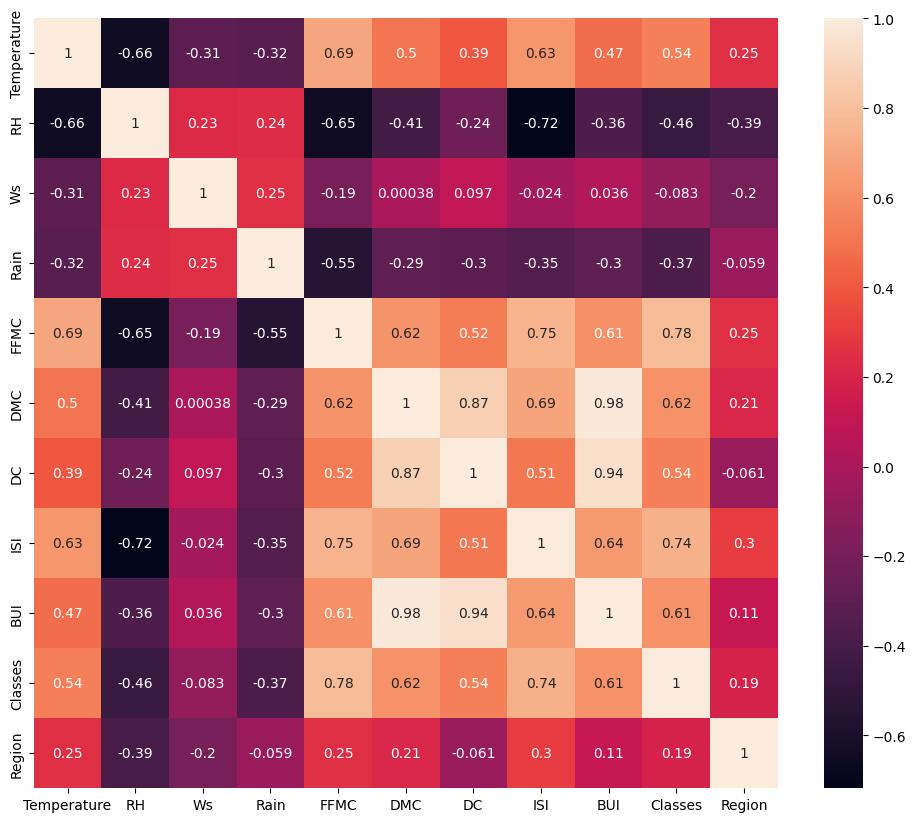 Temperature 1 -0.66 -0.31 -0.32 0.69 0.5 0.39 0.63 0.47 0.54 0.25
RH -0.66 1 0.23 0.24 -0.65 -0.41 -0.24 -0.72 -0.36 -0.46 -0.39
Ws -0.31 0.23 1 0.25 -0.19 0.00038 0.097 -0.024 0.036 -0.083 -0.2
Rain -0.32 0.24 0.25 1 -0.55 -0.29 -0.3 -0.35 -0.3 -0.37 -0.059
FFMC 0.69 -0.65 -0.19 -0.55 1 0.62 0.52 0.75 0.61 0.78 0.25
DMC 0.5 -0.41 0.00038 -0.29 0.62 1 0.87 0.69 0.98 0.62 0.21
DC 0.39 -0.24 0.097 -0.3 0.52 0.87 1 0.51 0.94 0.54 -0.061
ISI 0.63 -0.72 -0.024 -0.35 0.75 0.69 0.51 1 0.64 0.74 0.3
BUI 0.47 -0.36 0.036 -0.3 0.61 0.98 0.94 0.64 1 0.61 0.11
Classes 0.54 -0.46 -0.083 -0.37 0.78 0.62 0.54 0.74 0.61 1 0.19
Region 0.25 -0.39 -0.2 -0.059 0.25 0.21 -0.061 0.3 0.11 0.19 1
Temperature RH Ws Rain FFMC DMC DC ISI BUI Classes Region
1.0
0.8
0.6
0.4
0.2
0.0
−0.2
−0.4
−0.6